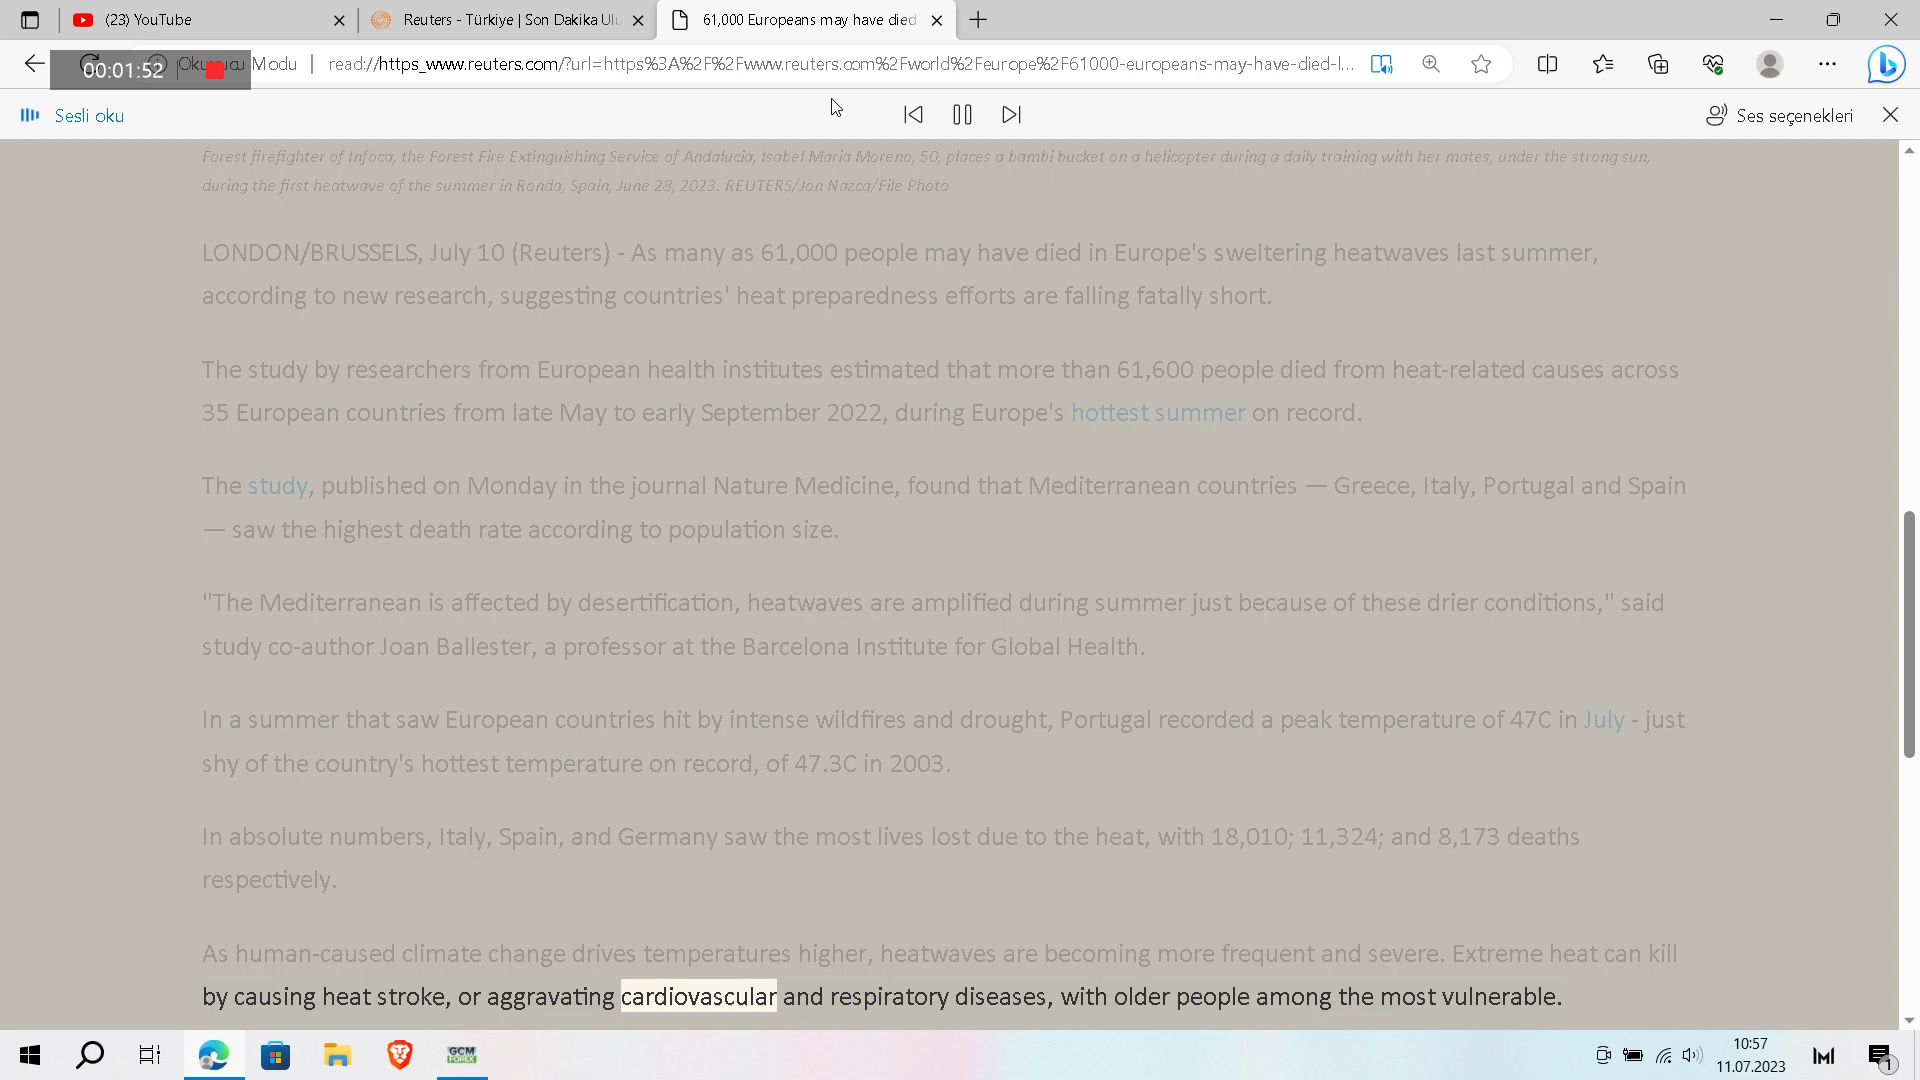 (23) YouTube
Reuters - Türkiye | Son Dakika Ulu
61,000 Europeans may have died
00:01:52
Modu
read://https_www.reuters.com/?url=https%3A%2F%2Fwww.reuters.com%2Fworld%2Feurope%2F61000-europeans-may-have-died-l...
Sesli oku
Ses seçenekleri
Forest firefighter of Infoca, the Forest Fire Extinguishing Service of Andalucia, Isabel Maria Moreno, 50, places a bambi bucket on a helicopter during a daily training with her mates, under the strong sun,
during the first heatwave of the summer in Ronda, Spain, June 28, 2023. REUTERS/Jon Nazca/File Photo
LONDON/BRUSSELS, July 10 (Reuters) - As many as 61,000 people may have died in Europe's sweltering heatwaves last summer,
according to new research, suggesting countries' heat preparedness efforts are falling fatally short.
The study by researchers from European health institutes estimated that more than 61,600 people died from heat-related causes across
35 European countries from late May to early September 2022, during Europe's hottest summer on record.
The study, published on Monday in the journal Nature Medicine, found that Mediterranean countries — Greece, Italy, Portugal and Spain
— saw the highest death rate according to population size.
"The Mediterranean is affected by desertification, heatwaves are amplified during summer just because of these drier conditions," said
study co-author Joan Ballester, a professor at the Barcelona Institute for Global Health.
In a summer that saw European countries hit by intense wildfires and drought, Portugal recorded a peak temperature of 47C in July - just
shy of the country's hottest temperature on record, of 47.3C in 2003.
In absolute numbers, Italy, Spain, and Germany saw the most lives lost due to the heat, with 18,010; 11,324; and 8,173 deaths
respectively.
As human-caused climate change drives temperatures higher, heatwaves are becoming more frequent and severe. Extreme heat can kill
by causing heat stroke, or aggravating cardiovascular and respiratory diseases, with older people among the most vulnerable.
GCM
FOREX
10:57
11.07.2023
1